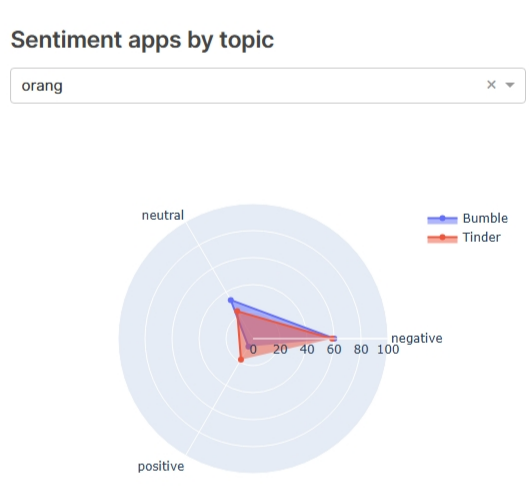 Sentiment apps by topic
orang
neutral
Bumble
Tinder
negative
0 20 40 60 80 100
positive